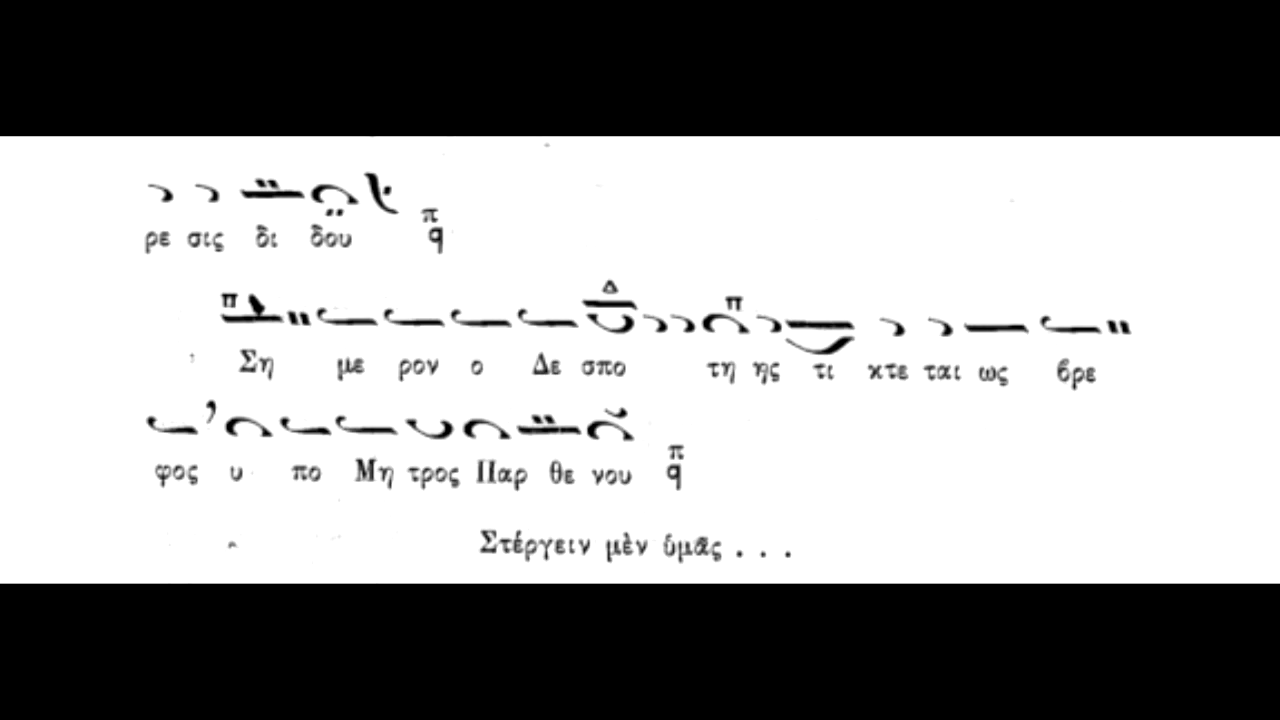 ρε σις δι δου π q
π Δ π
Ση με ρον ο Δε σπο τη ης τι κτε ται ως βρε
φος υ πο Μη τρος Παρ θε νου π q
Στέργειν μὲν ὑμᾶς . . .